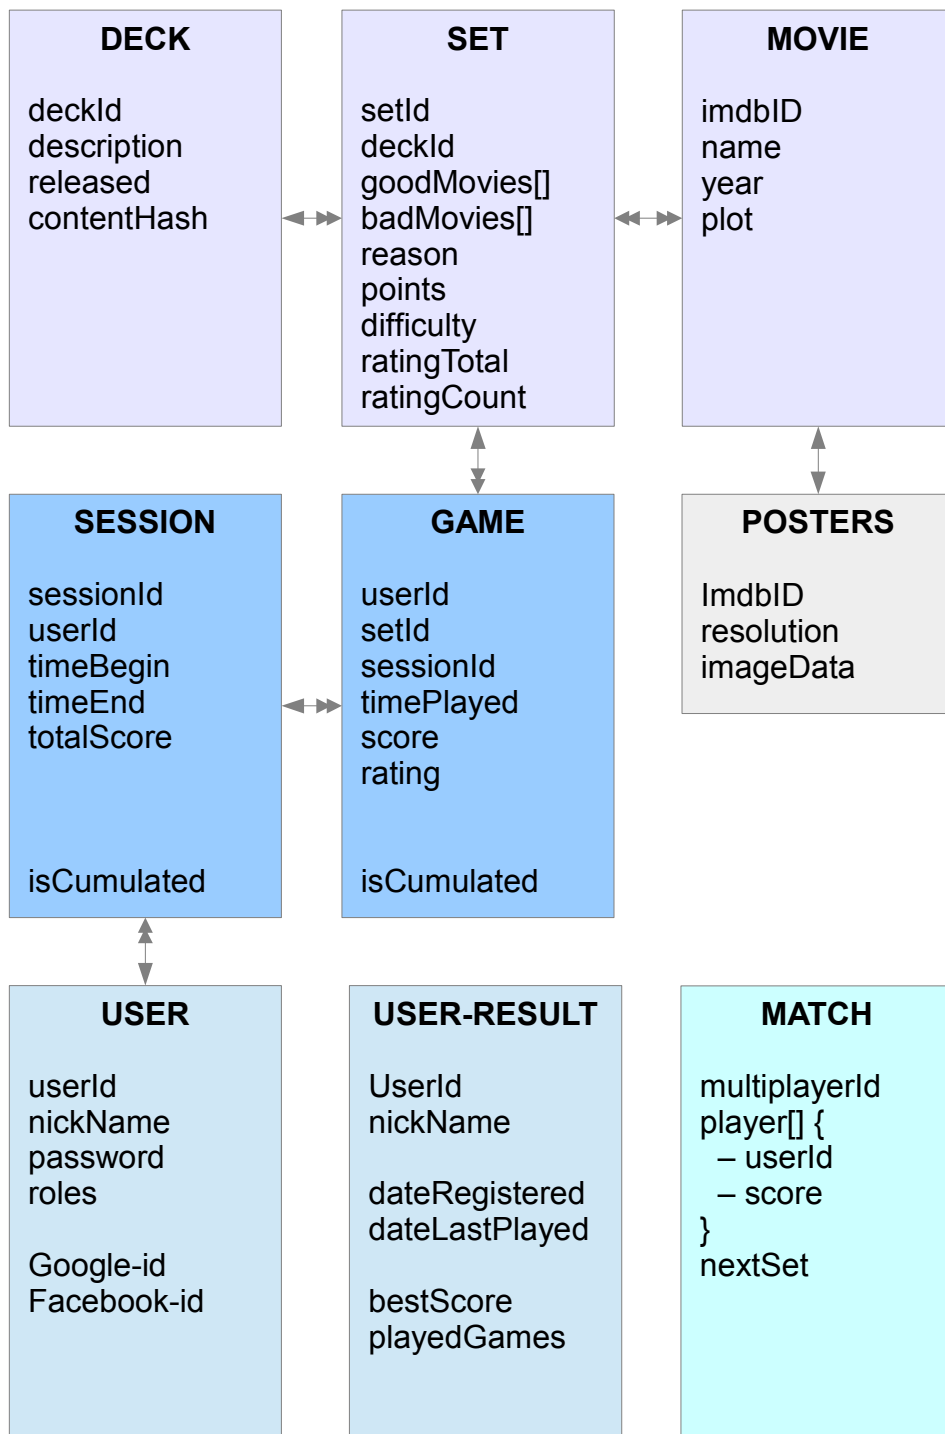 DECK
deckId
description
released
contentHash
SET
setId
deckId
goodMovies[]
badMovies[]
reason
points
difficulty
ratingTotal
ratingCount
MOVIE
imdbID
name
year
plot
SESSION
sessionId
userId
timeBegin
timeEnd
totalScore
isCumulated
GAME
userId
setId
sessionId
timePlayed
score
rating
isCumulated
POSTERS
ImdbID
resolution
imageData
USER
userId
nickName
password
roles
Google-id
Facebook-id
USER-RESULT
UserId
nickName
dateRegistered
dateLastPlayed
bestScore
playedGames
MATCH
multiplayerId
player[] {
– userId
– score
}
nextSet